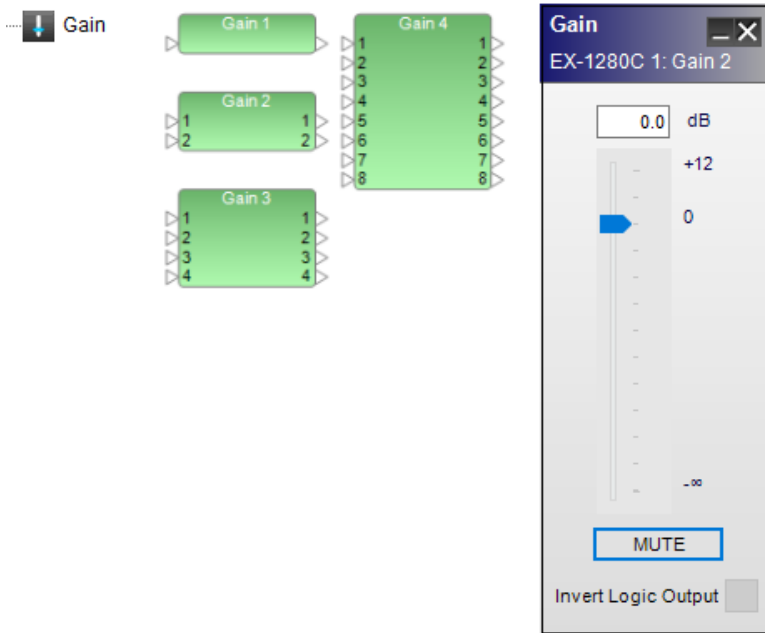 Gain
Gain 1
Gain 2
1 1
2 2
Gain 3
1 1
2 2
3 3
4 4
Gain 4
1 1
2 2
3 3
4 4
5 5
6 6
7 7
8 8
Gain
EX-1280C 1: Gain 2
0.0 dB
+12
0
-∞
MUTE
Invert Logic Output